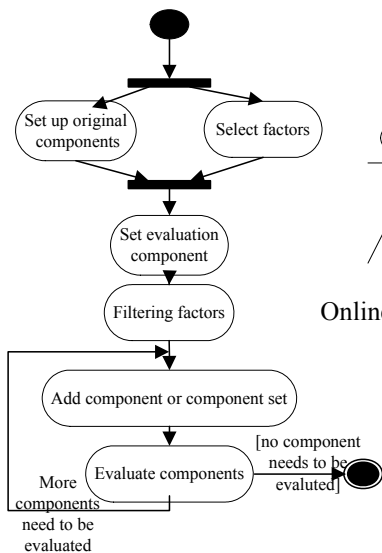 Set up original
components
Select factors
Set evaluation
component
Filtering factors
Online
Add component or component set
Evaluate components
[no component
needs to be
evaluted]
More
components
need to be
evaluated